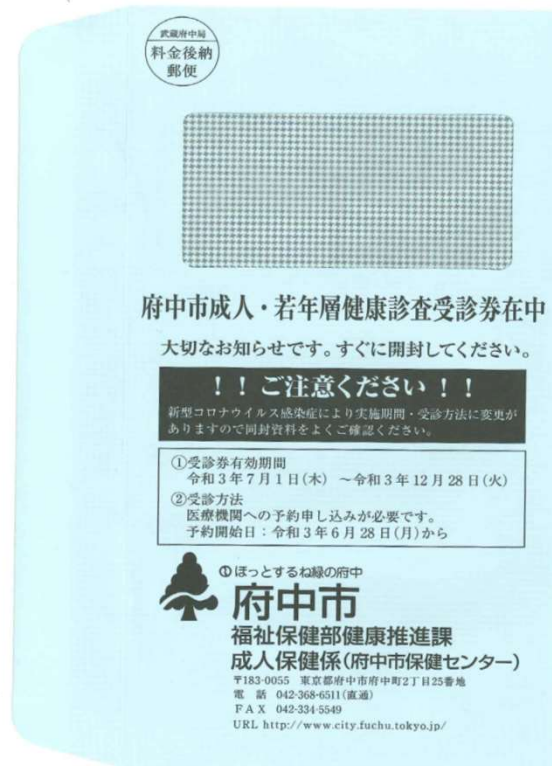 武蔵府中局
料金後納
郵便
府中市成人・若年層健康診査受診券在中
大切なお知らせです。すぐに開封してください。
！！ご注意ください！！
新型コロナウイルス感染症により実施期間・受診方法に変更が
ありますので同封資料をよくご確認ください。
①受診券有効期間
令和３年７月１日(木) ～令和３年12月28日(火)
②受診方法
医療機関への予約申し込みが必要です。
予約開始日：令和３年６月28日(月)から
ほっとするね緑の府中
府中市
福祉保健部健康推進課
成人保健係(府中市保健センター)
〒183-0055 東京都府中市府中町2丁目25番地
電 話 042-368-6511(直通)
ＦＡＸ 042-334-5549
URL http://www.city.fuchu.tokyo.jp/